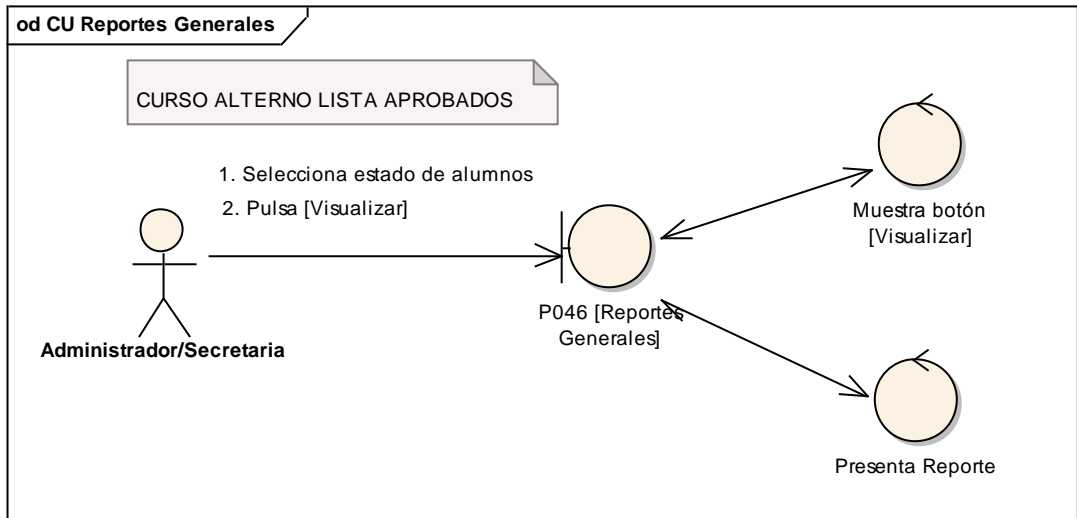 od CU Reportes Generales
CURSO ALTERNO LISTA APROBADOS
1. Selecciona estado de alumnos
2. Pulsa [Visualizar]
Muestra botón
[Visualizar]
P046 [Reportes
Generales]
Administrador/Secretaria
Presenta Reporte